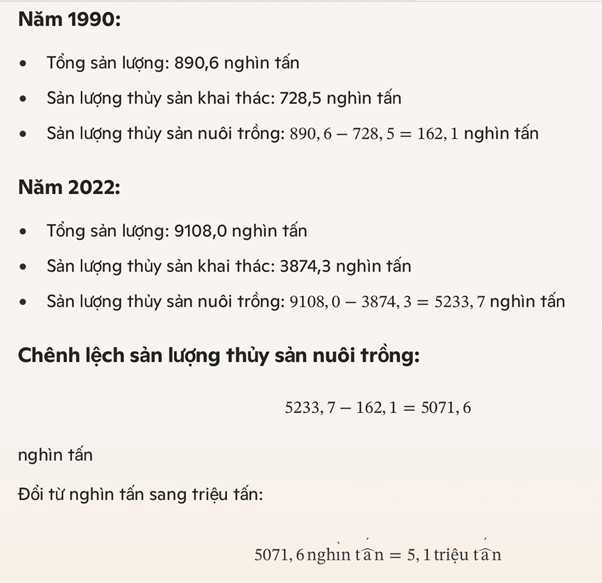 Năm 1990:
• Tổng sản lượng: 890,6 nghìn tấn
• Sản lượng thủy sản khai thác: 728,5 nghìn tấn
• Sản lượng thủy sản nuôi trồng: 890, 6 − 728, 5 = 162, 1 nghìn tấn
Năm 2022:
• Tổng sản lượng: 9108,0 nghìn tấn
• Sản lượng thủy sản khai thác: 3874,3 nghìn tấn
• Sản lượng thủy sản nuôi trồng: 9108, 0 − 3874, 3 = 5233, 7 nghìn tấn
Chênh lệch sản lượng thủy sản nuôi trồng:
5233, 7 − 162, 1 = 5071, 6
nghìn tấn
Đổi từ nghìn tấn sang triệu tấn:
5071, 6 nghìn tấn = 5, 1 triệu tấn